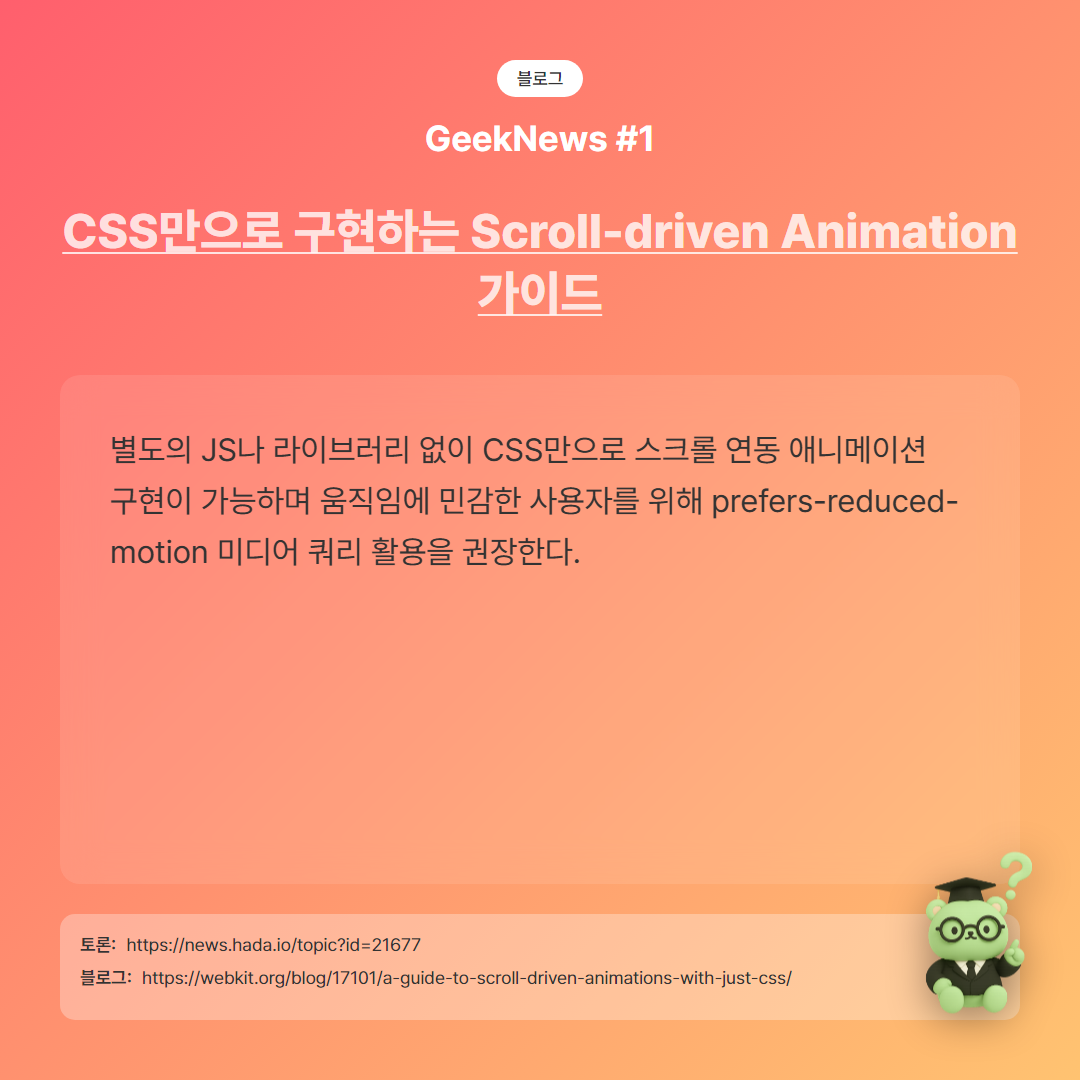 블로그
GeekNews #1
CSS만으로 구현하는 Scroll-driven Animation
가이드
별도의 JS나 라이브러리 없이 CSS만으로 스크롤 연동 애니메이션
구현이 가능하며 움직임에 민감한 사용자를 위해 prefers-reduced-
motion 미디어 쿼리 활용을 권장한다.
토론: https://news.hada.io/topic?id=21677
블로그: https://webkit.org/blog/17101/a-guide-to-scroll-driven-animations-with-just-css/
?